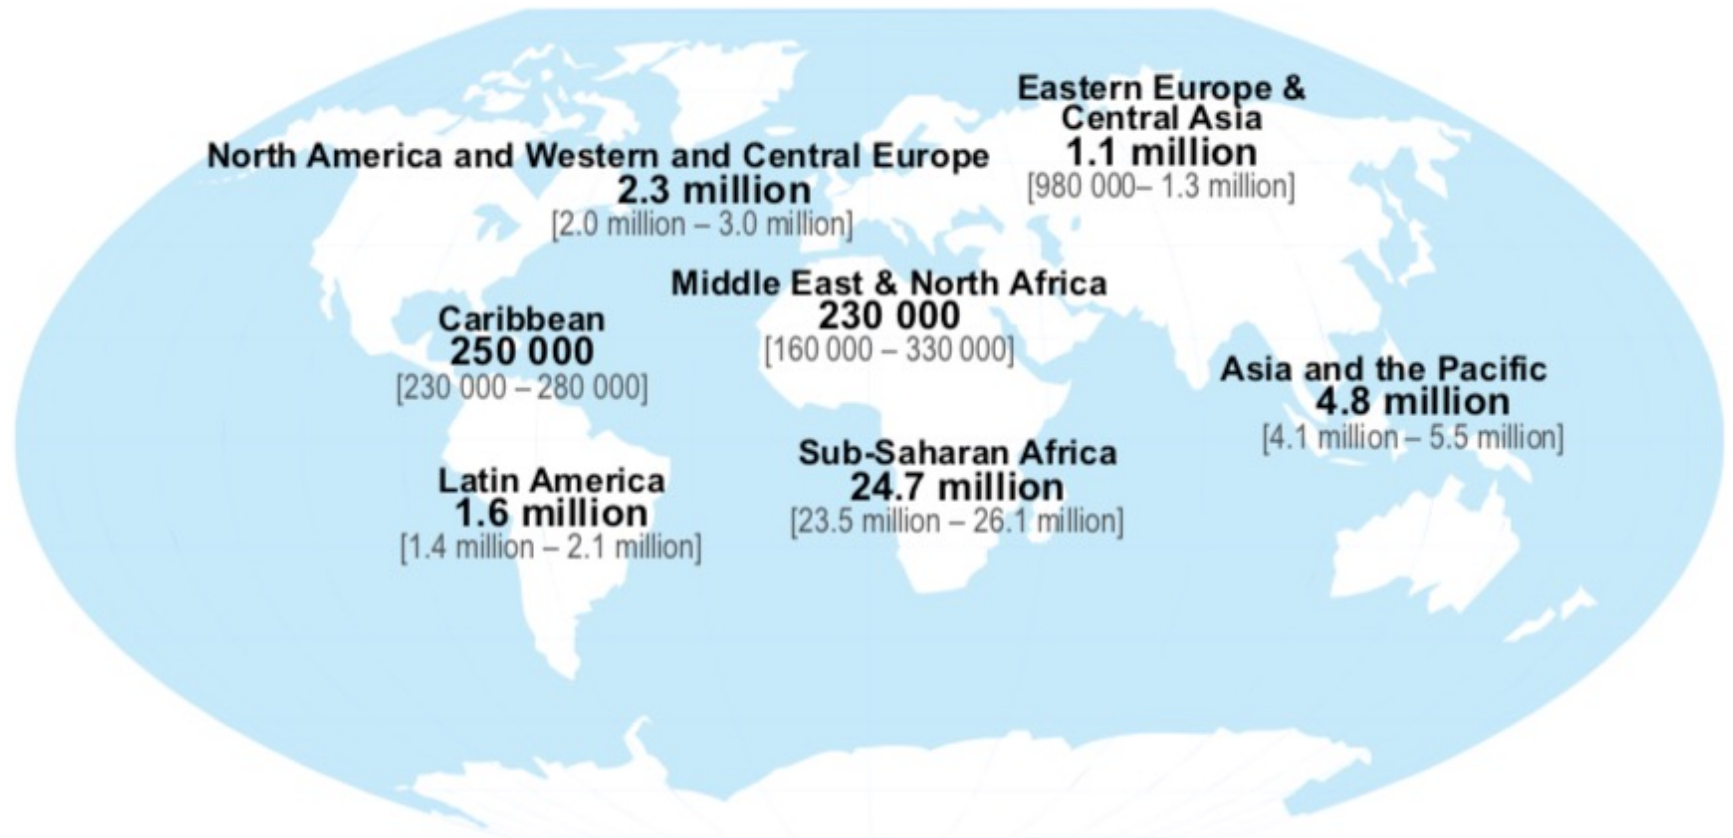 Eastern Europe &
Central Asia
1.1 million
[980 000– 1.3 million]
North America and Western and Central Europe
2.3 million
[2.0 million – 3.0 million]
Middle East & North Africa
230 000
[160 000 – 330 000]
Caribbean
250 000
[230 000 – 280 000]
Asia and the Pacific
4.8 million
[4.1 million – 5.5 million]
Sub-Saharan Africa
24.7 million
[23.5 million – 26.1 million]
Latin America
1.6 million
[1.4 million – 2.1 million]